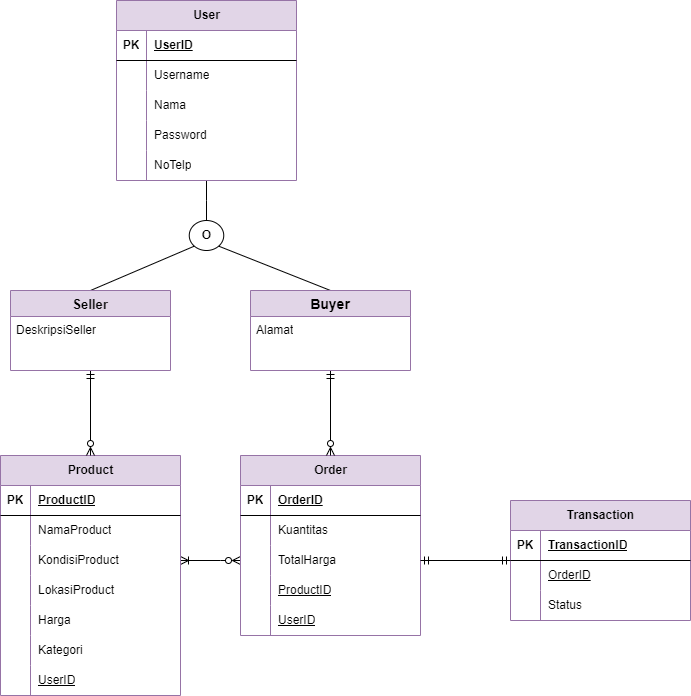 User
PK UserID
Username
Nama
Password
NoTelp
O
Seller
DeskripsiSeller
Buyer
Alamat
Product
PK ProductID
NamaProduct
KondisiProduct
LokasiProduct
Harga
Kategori
UserID
Order
PK OrderID
Kuantitas
TotalHarga
ProductID
UserID
Transaction
PK TransactionID
OrderID
Status